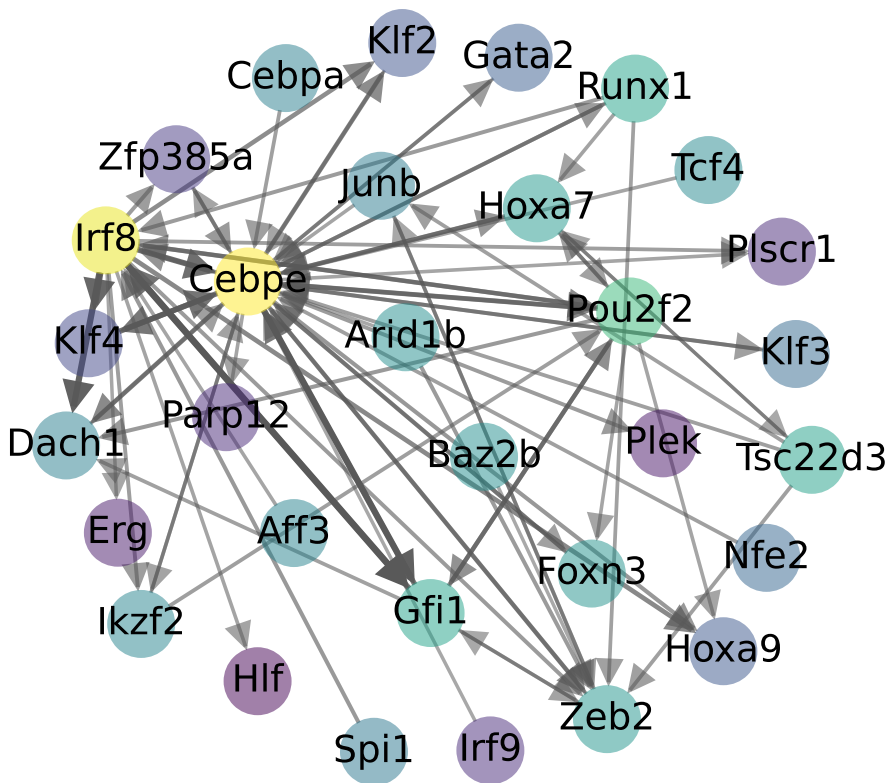 Klf2
Gata2
Cebpa
Runx1
Zfp385a
Tcf4
Junb
Hoxa7
Irf8
Plscr1
Cebpe
Pou2f2
Klf4
Arid1b
Klf3
Parp12
Dach1
Baz2b
Plek
Tsc22d3
Erg
Aff3
Nfe2
Foxn3
Gfi1
Ikzf2
Hoxa9
Hlf
Zeb2
Spi1
Irf9